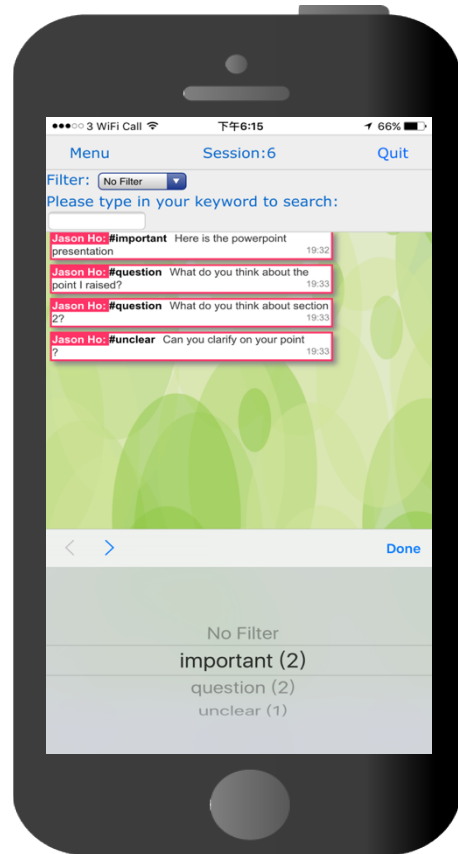 3 WiFi Call 下午6:15 66%
Menu Session:6 Quit
Filter: No Filter
Please type in your keyword to search:
Jason Ho: #important Here is the powerpoint
presentation 19:32
Jason Ho: #question What do you think about the
point I raised? 19:33
Jason Ho: #question What do you think about section
2? 19:33
Jason Ho: #unclear Can you clarify on your point
? 19:33
Done
No Filter
important (2)
question (2)
unclear (1)